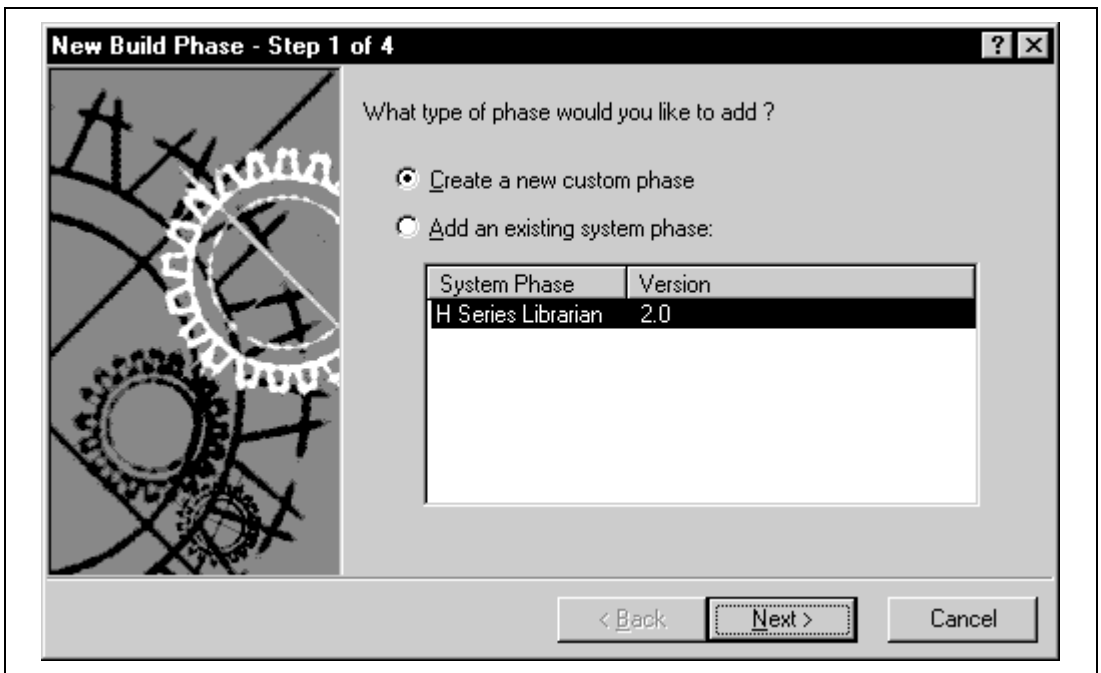 New Build Phase - Step 1 of 4
What type of phase would you like to add ?
Create a new custom phase
Add an existing system phase:
System Phase Version
H Series Librarian 2.0
< Back Next > Cancel